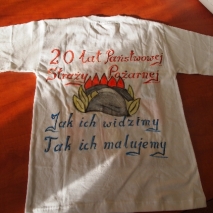 20 lat Państwowej
Straży Pożarnej
Jak ich widzimy
Tak ich malujemy